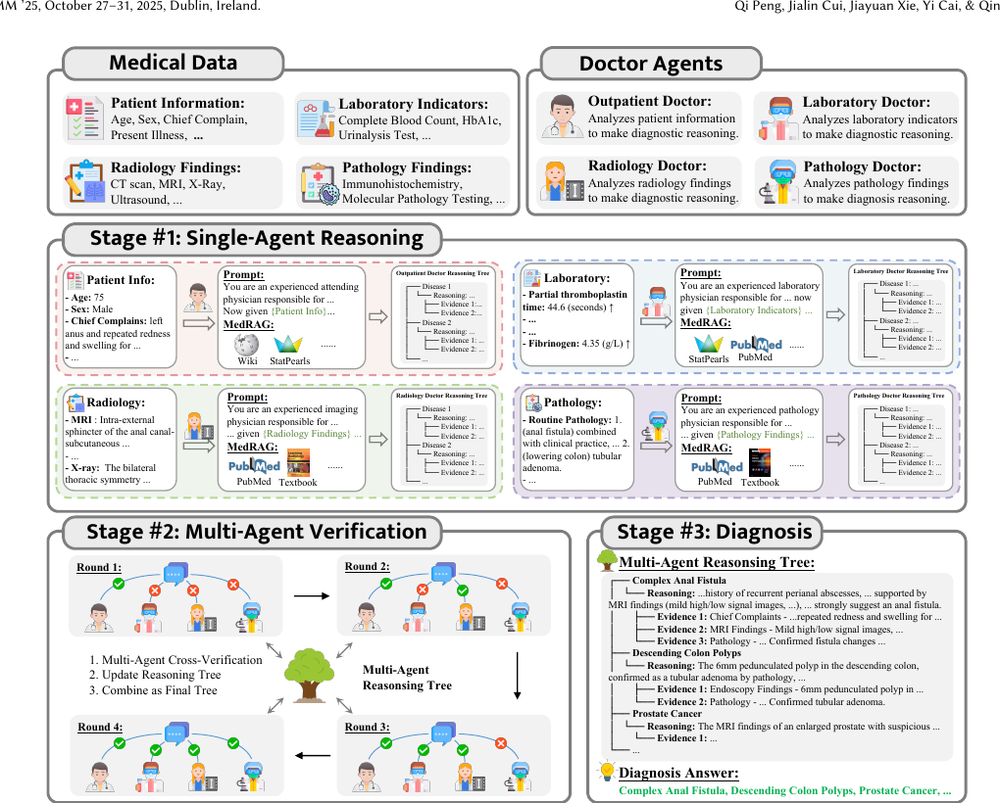 MM '25, October 27–31, 2025, Dublin, Ireland.
Qi Peng, Jialin Cui, Jiayuan Xie, Yi Cai, & Qin
Medical Data
Patient Information:
Age, Sex, Chief Complain,
Present Illness, ...
Laboratory Indicators:
Complete Blood Count, HbA1c,
Urinalysis Test, ...
Radiology Findings:
CT scan, MRI, X-Ray,
Ultrasound, ...
Pathology Findings:
Immunohistochemistry,
Molecular Pathology Testing, ...
Doctor Agents
Outpatient Doctor:
Analyzes patient information
to make diagnostic reasoning.
Laboratory Doctor:
Analyzes laboratory indicators
to make diagnostic reasoning.
Radiology Doctor:
Analyzes radiology findings
to make diagnostic reasoning.
Pathology Doctor:
Analyzes pathology findings
to make diagnosis reasoning.
Stage #1: Single-Agent Reasoning
Patient Info:
- Age: 75
- Sex: Male
- Chief Complains: left
anus and repeated redness
and swelling for ...
- ...
Prompt:
You are an experienced attending
physician responsible for ...
Now given {Patient Info}...
MedRAG:
Wiki
StatPearls
......
Outpatient Doctor Reasoning Tree
Disease 1
Reasoning: ...
Evidence 1:...
Evidence 2:...
Disease 2
Reasoning: ...
Evidence 1: ...
Evidence 2: ...
...
Laboratory:
- Partial thromboplastin
time: 44.6 (seconds) ↑
- ...
- ...
- Fibrinogen: 4.35 (g/L) ↑
Prompt:
You are an experienced laboratory
physician responsible for ... now
given {Laboratory Indicators} ...
MedRAG:
StatPearls
PubMed
PubMed
......
Laboratory Doctor Reasoning Tree
Disease 1: ...
Reasoning: ...
Evidence 1: ...
Evidence 2: ...
Disease 2: ...
Reasoning: ...
Evidence 1: ...
Evidence 2: ...
...
Radiology:
- MRI : Intra-external
sphincter of the anal canal-
subcutaneous ...
- ...
- X-ray: The bilateral
thoracic symmetry ...
Prompt:
You are an experienced imaging
physician responsible for ...
... given {Radiology Findings} ...
MedRAG:
PubMed
PubMed
Textbook
......
Radiology Doctor Reasoning Tree
Disease 1
Reasoning: ...
Evidence 1: ...
Evidence 2: ...
Disease 2
Reasoning: ...
Evidence 1: ...
Evidence 2: ...
...
Pathology:
- Routine Pathology: 1.
(anal fistula) combined
with clinical practice, ... 2.
(lowering colon) tubular
adenoma.
- ...
Prompt:
You are an experienced pathology
physician responsible for ...
... given {Pathology Findings} ...
MedRAG:
PubMed
PubMed
Textbook
......
Pathology Doctor Reasoning Tree
Disease 1: ...
Reasoning: ...
Evidence 1: ...
Evidence 2: ...
Disease 2: ...
Reasoning: ...
Evidence 1: ...
Evidence 2: ...
...
Stage #2: Multi-Agent Verification
Round 1:
Round 2:
1. Multi-Agent Cross-Verification
2. Update Reasoning Tree
3. Combine as Final Tree
Multi-Agent
Reasonsing Tree:
Round 4:
Round 3:
Stage #3: Diagnosis
Multi-Agent Reasonsing Tree:
Complex Anal Fistula
Reasoning: ...history of recurrent perianal abscesses, ... supported by
MRI findings (mild high/low signal images, ...), ... strongly suggest an anal fistula.
Evidence 1: Chief Complaints - ...repeated redness and swelling for ...
Evidence 2: MRI Findings - Mild high/low signal images, ...
Evidence 3: Pathology - ... Confirmed fistula changes ...
Descending Colon Polyps
Reasoning: The 6mm pedunculated polyp in the descending colon,
confirmed as a tubular adenoma by pathology, ...
Evidence 1: Endoscopy Findings - 6mm pedunculated polyp in ...
Evidence 2: Pathology - ... Confirmed tubular adenoma.
Prostate Cancer
Reasoning: The MRI findings of an enlarged prostate with suspicious ...
Evidence 1: ...
...
Diagnosis Answer:
Complex Anal Fistula, Descending Colon Polyps, Prostate Cancer, ...